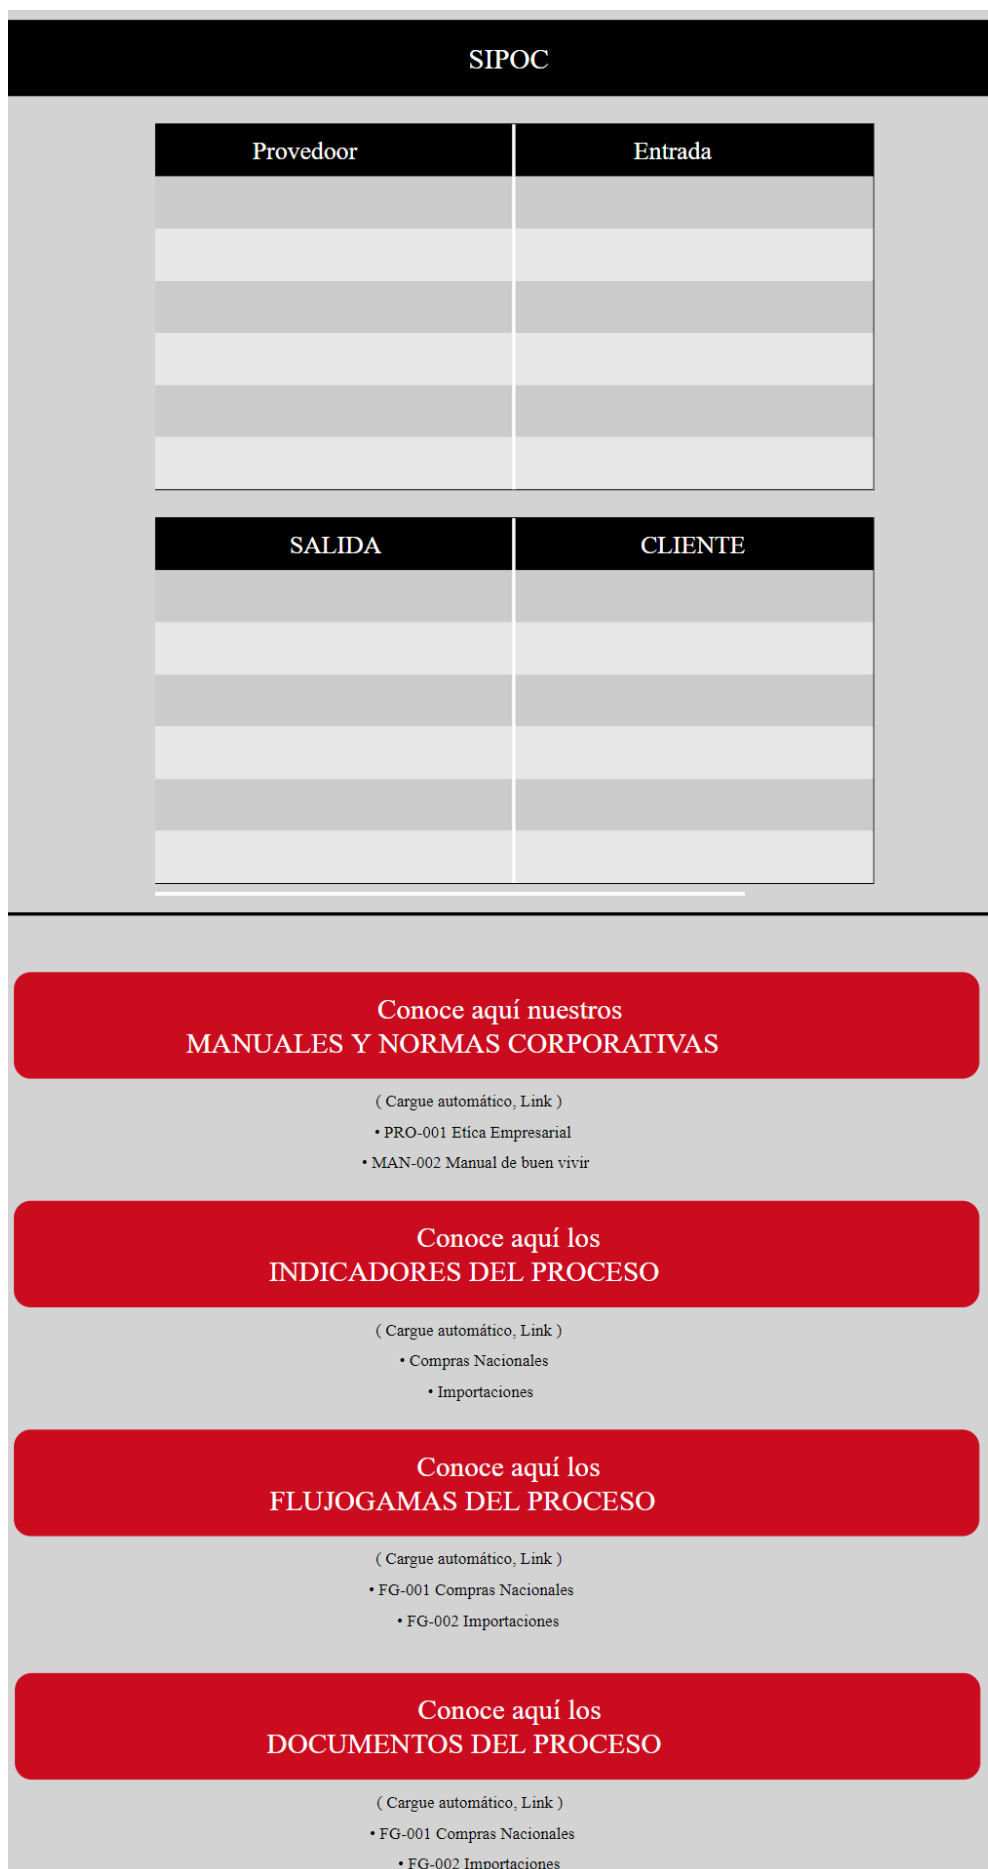 SIPOC
Provedoor Entrada
SALIDA CLIENTE
Conoce aquí nuestros
MANUALES Y NORMAS CORPORATIVAS
( Cargue automático, Link )
• PRO-001 Etíca Empresarial
• MAN-002 Manual de buen vivir
Conoce aquí los
INDICADORES DEL PROCESO
( Cargue automático, Link )
• Compras Nacionales
• Importaciones
Conoce aquí los
FLUJOGAMAS DEL PROCESO
( Cargue automático, Link )
• FG-001 Compras Nacionales
• FG-002 Importaciones
Conoce aquí los
DOCUMENTOS DEL PROCESO
( Cargue automático, Link )
• FG-001 Compras Nacionales
• FG-002 Importaciones